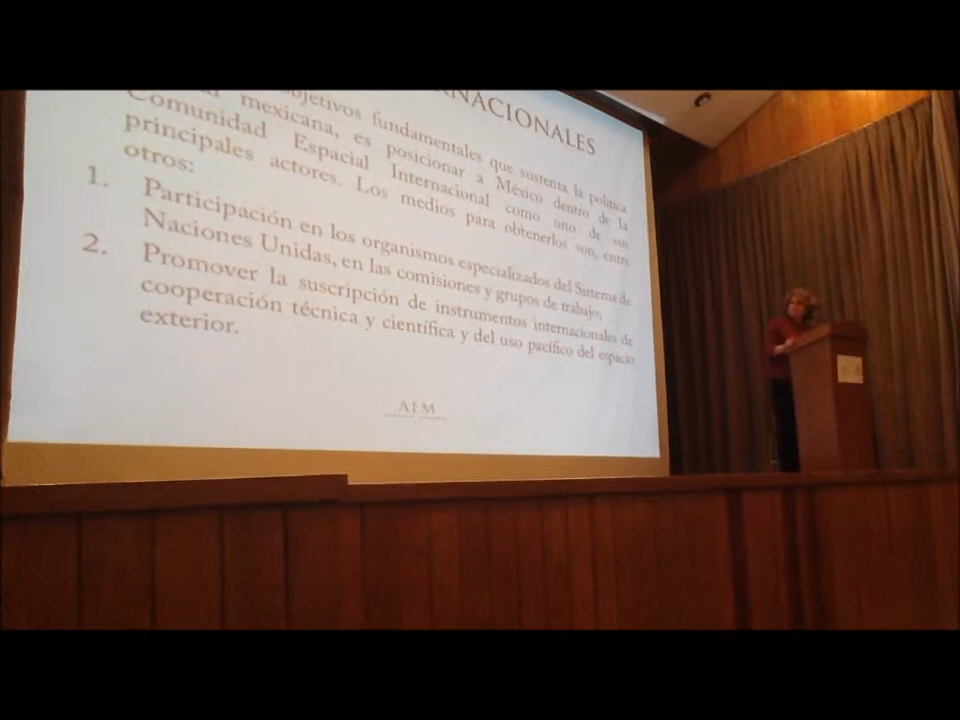 RNACIONALES
objetivos fundamentales que sustenta la política
mexicana, es posicionar a México dentro de la
Comunidad Espacial Internacional como uno de sus
principales actores. Los medios para obtenerlos son, entre
otros:
1. Participación en los organismos especializados del Sistema de
Naciones Unidas, en las comisiones y grupos de trabajo;
2. Promover la suscripción de instrumentos internacionales de
cooperación técnica y científica y del uso pacífico del espacio
exterior.
AEM